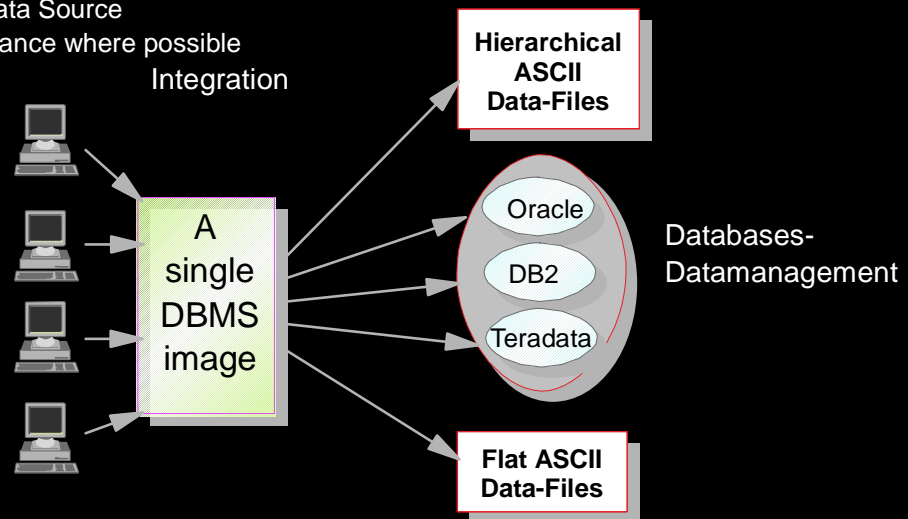 Data Source
ance where possible
Integration
Hierarchical
ASCII
Data-Files
A
single
DBMS
image
Oracle
DB2
Teradata
Databases-
Datamanagement
Flat ASCII
Data-Files